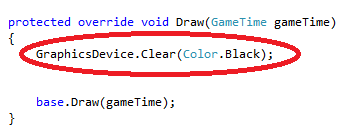 protected override void Draw(GameTime gameTime)
{
GraphicsDevice.Clear(Color.Black);
base.Draw(gameTime);
}